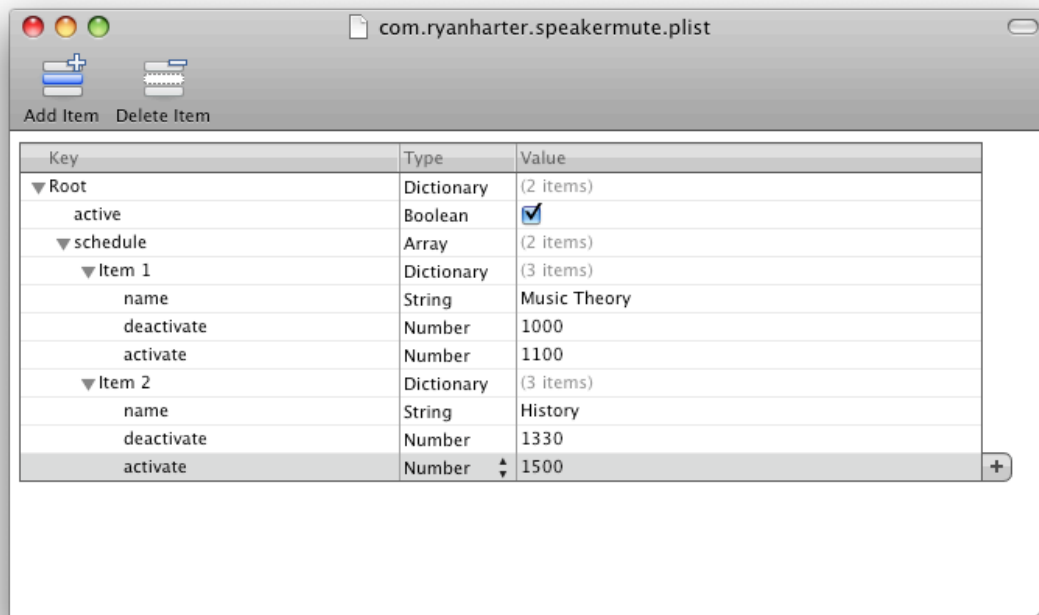 com.ryanharter.speakermute.plist
Add Item Delete Item
Key Type Value
Root Dictionary (2 items)
active Boolean
schedule Array (2 items)
Item 1 Dictionary (3 items)
name String Music Theory
deactivate Number 1000
activate Number 1100
Item 2 Dictionary (3 items)
name String History
deactivate Number 1330
activate Number 1500